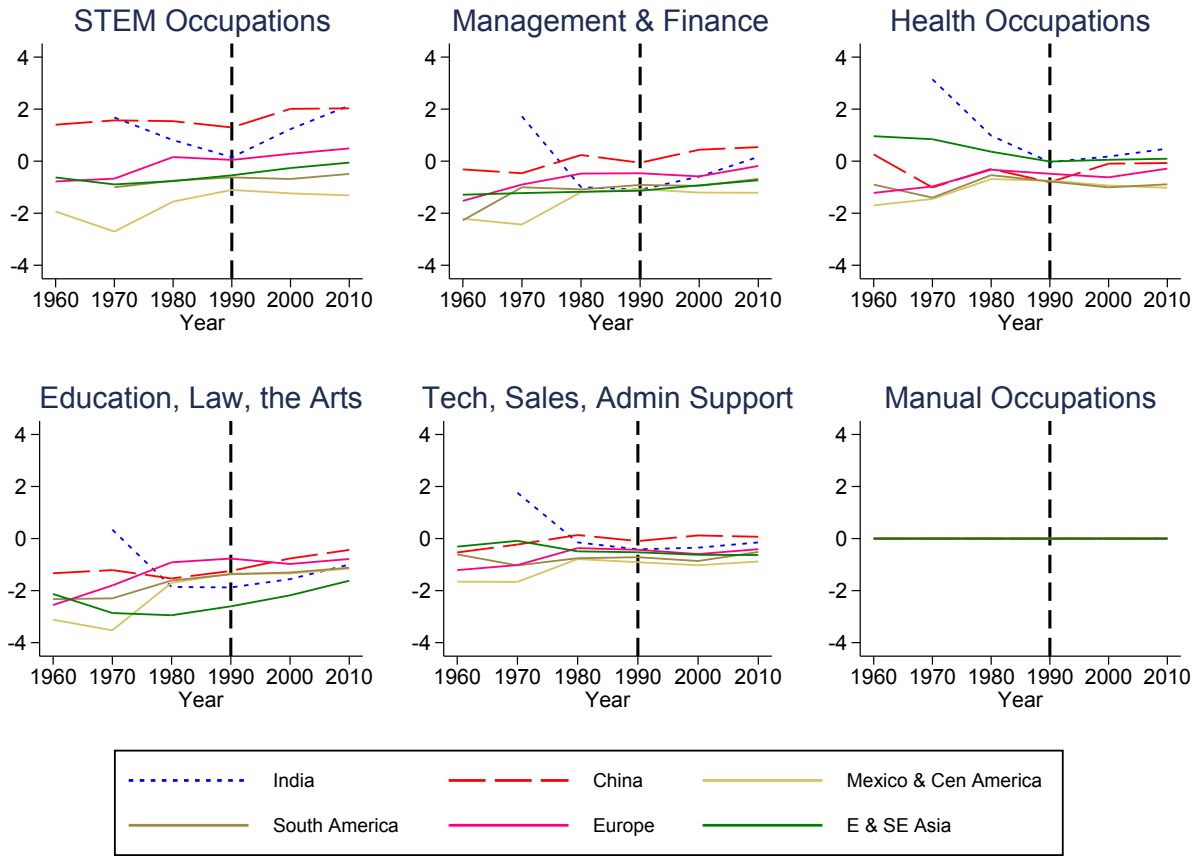 STEM Occupations
4
2
0
-2
-4
1960 1970 1980 1990 2000 2010
Year
Management & Finance
4
2
0
-2
-4
1960 1970 1980 1990 2000 2010
Year
Health Occupations
4
2
0
-2
-4
1960 1970 1980 1990 2000 2010
Year
Education, Law, the Arts
4
2
0
-2
-4
1960 1970 1980 1990 2000 2010
Year
Tech, Sales, Admin Support
4
2
0
-2
-4
1960 1970 1980 1990 2000 2010
Year
Manual Occupations
4
2
0
-2
-4
1960 1970 1980 1990 2000 2010
Year
India China Mexico & Cen America
South America Europe E & SE Asia